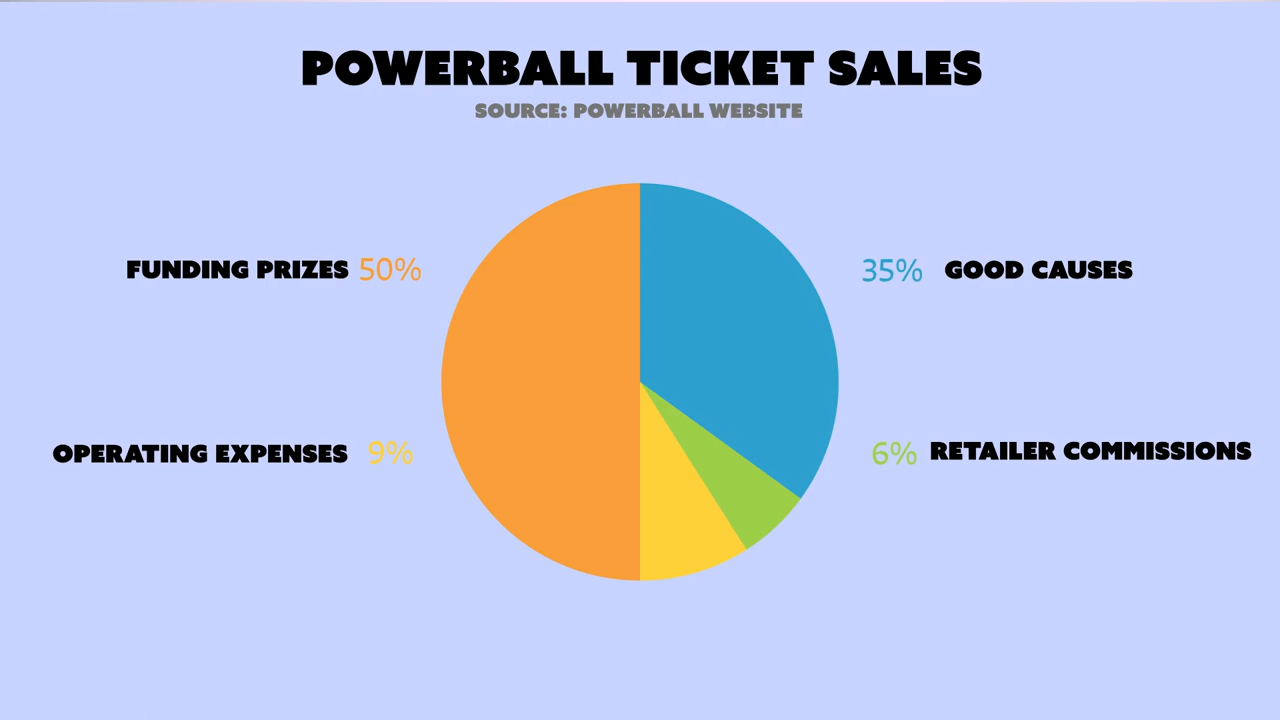 POWERBALL TICKET SALES
SOURCE: POWERBALL WEBSITE
FUNDING PRIZES 50%
35% GOOD CAUSES
OPERATING EXPENSES 9%
6% RETAILER COMMISSIONS